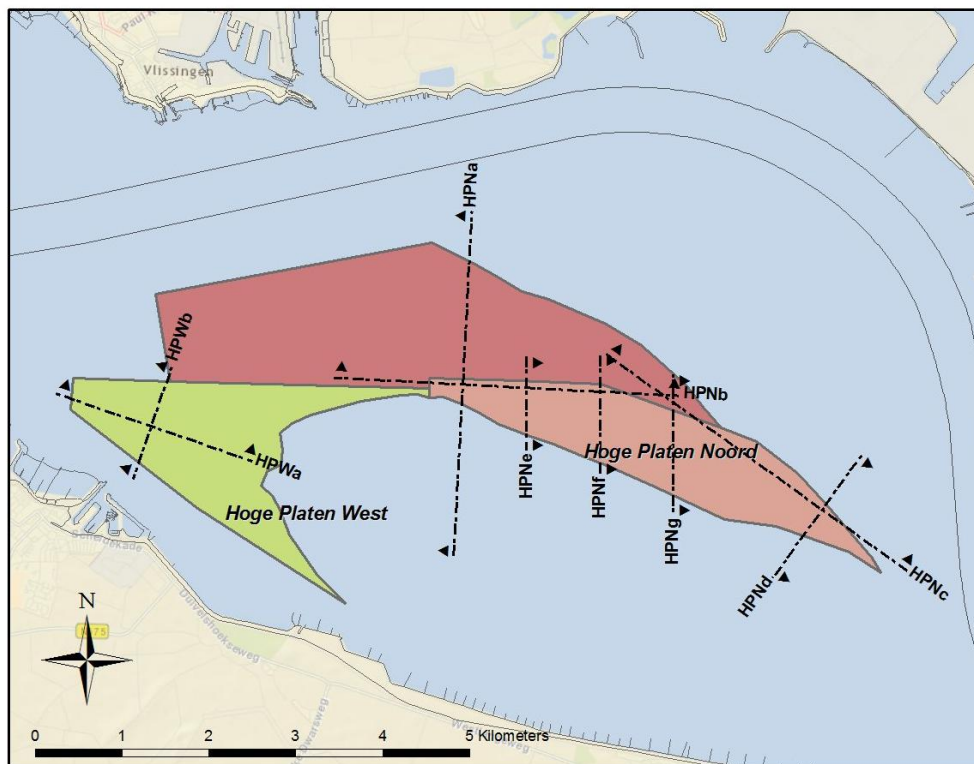 Vlissingen
HPNa
HPWb
HPNb
Hoge Platen Noord
HPWa
HPNe
HPNf
HPNg
Hoge Platen West
HPNd
HPNc
Duivelshoekseweg
N
0 1 2 3 4 5 Kilometers